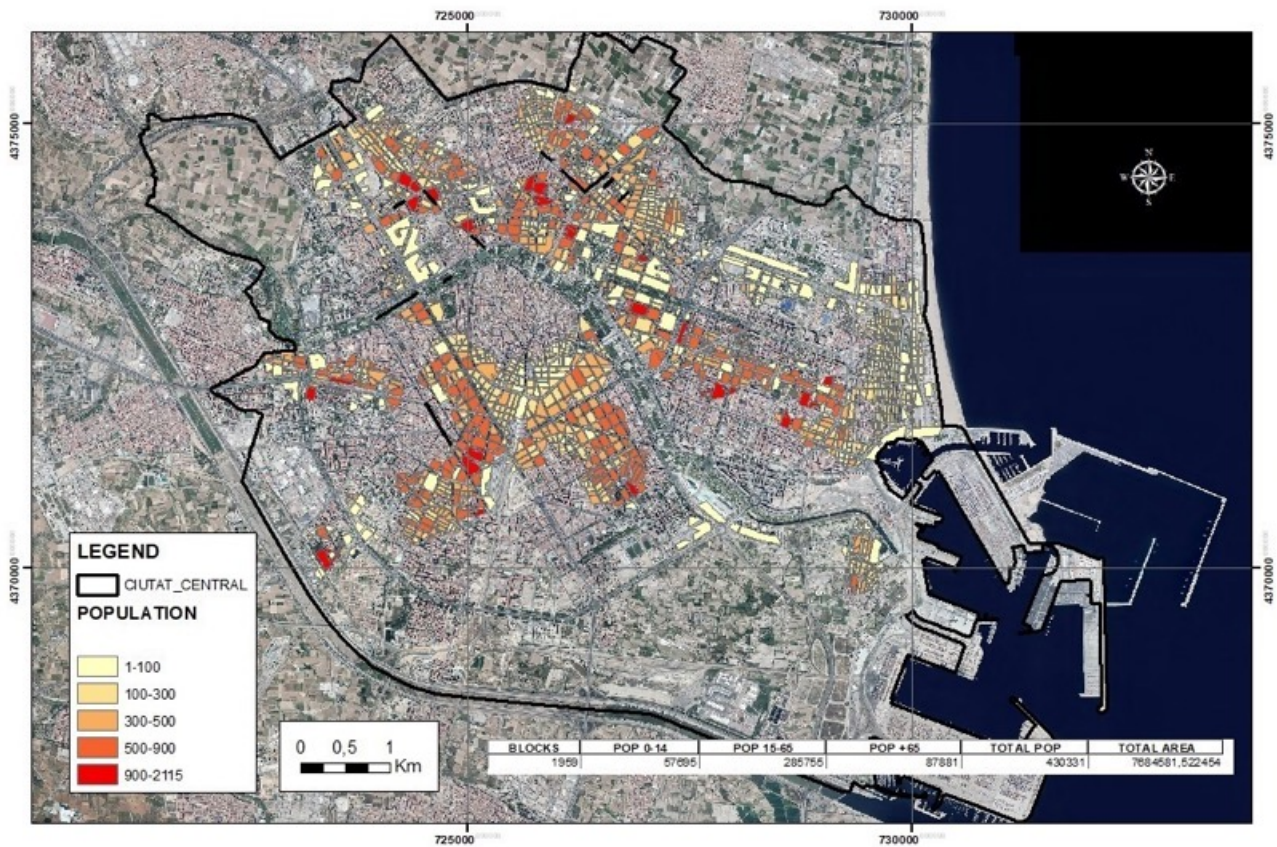 725000
730000
4375000
4375000
N
W E
S
LEGEND
CIUTAT_CENTRAL
POPULATION
1-100
100-300
300-500
500-900
900-2115
4370000
4370000
0 0,5 1
Km
BLOCKS POP 0-14 POP 15-65 POP +65 TOTAL POP TOTAL AREA
1959 57695 285755 87881 430331 7684581,522454
725000
730000